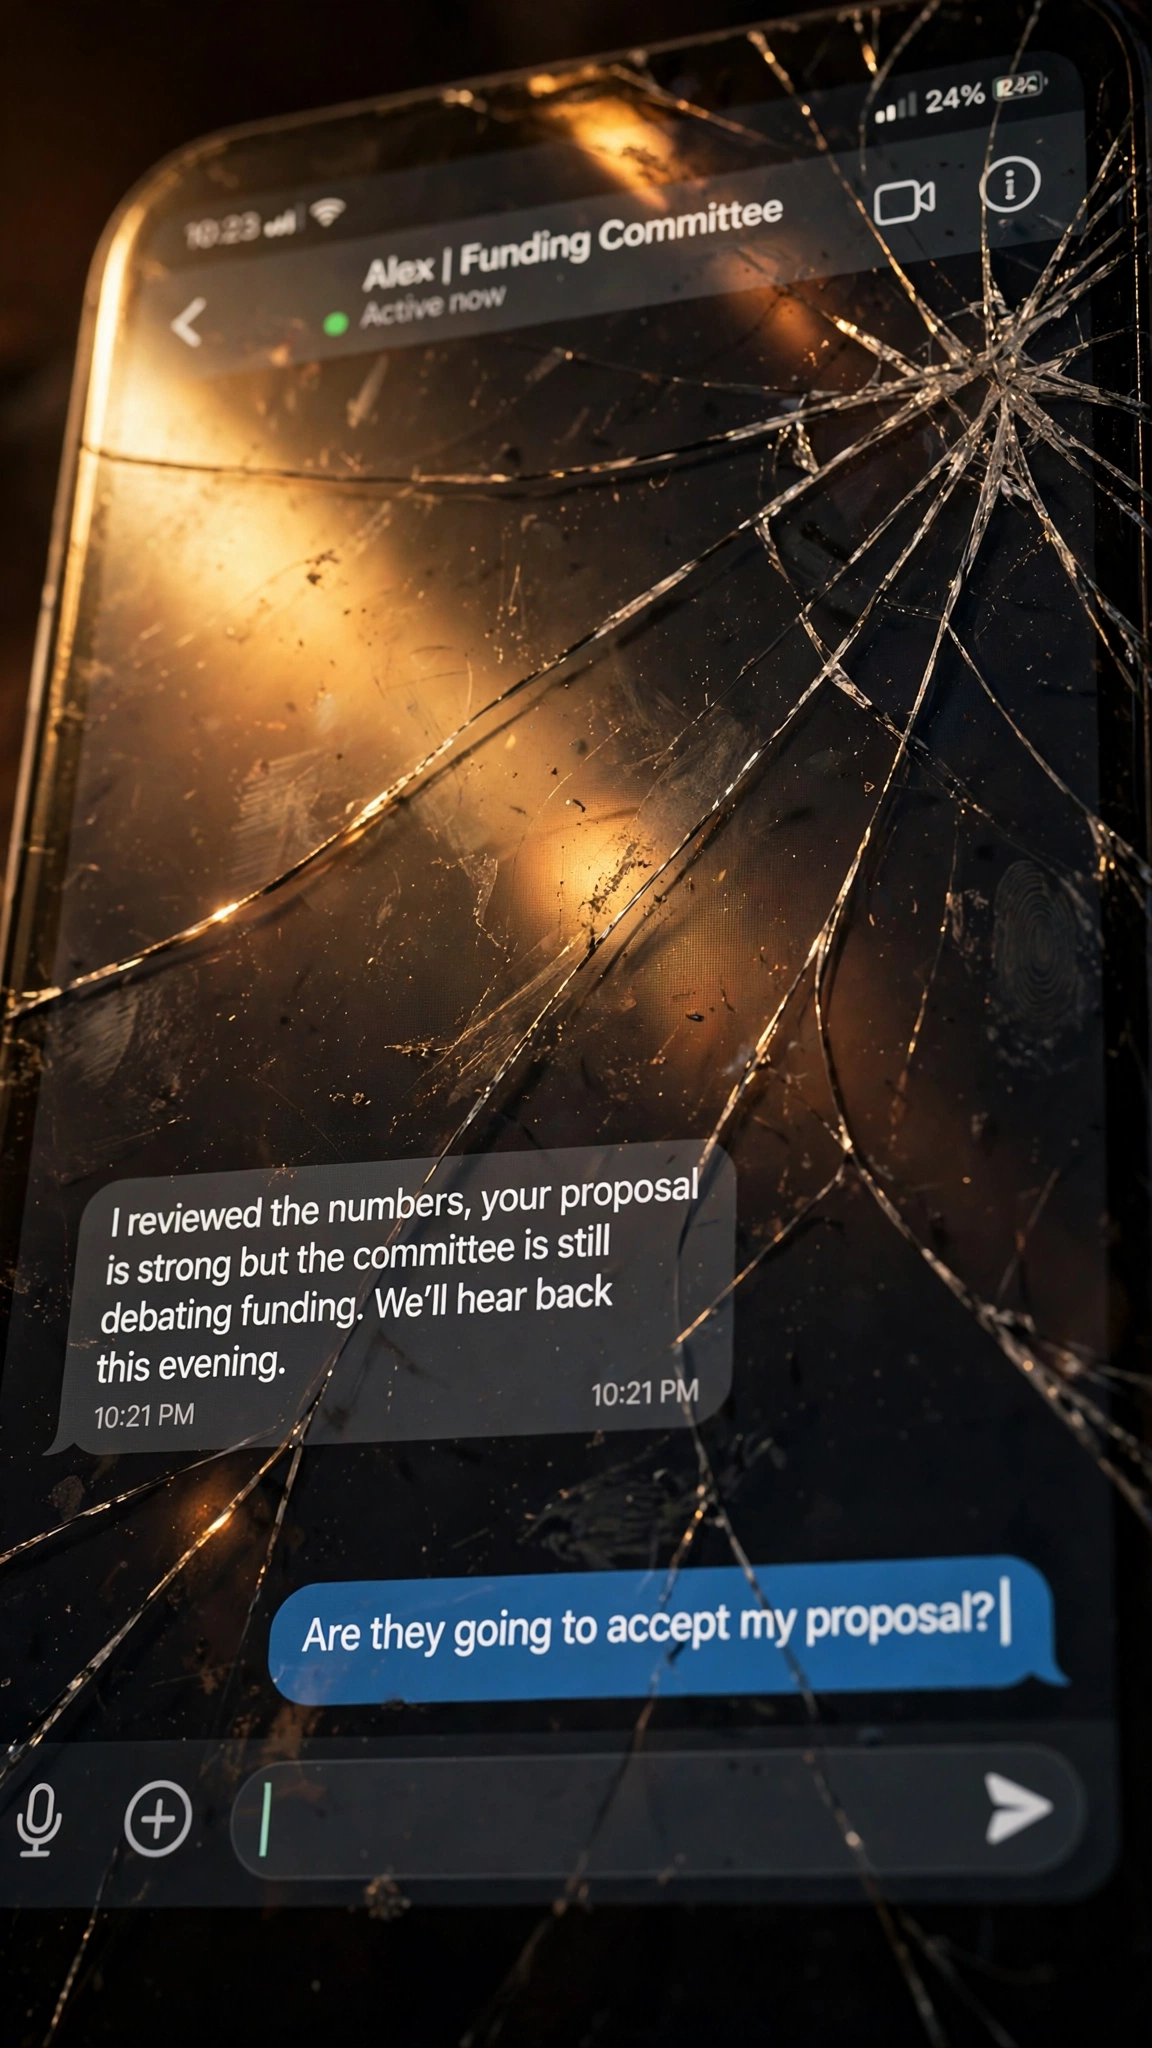 24%
10:23
Alex | Funding Committee
Active now
I reviewed the numbers, your proposal
is strong but the committee is still
debating funding. We’ll hear back
this evening.
10:21 PM 10:21 PM
Are they going to accept my proposal?